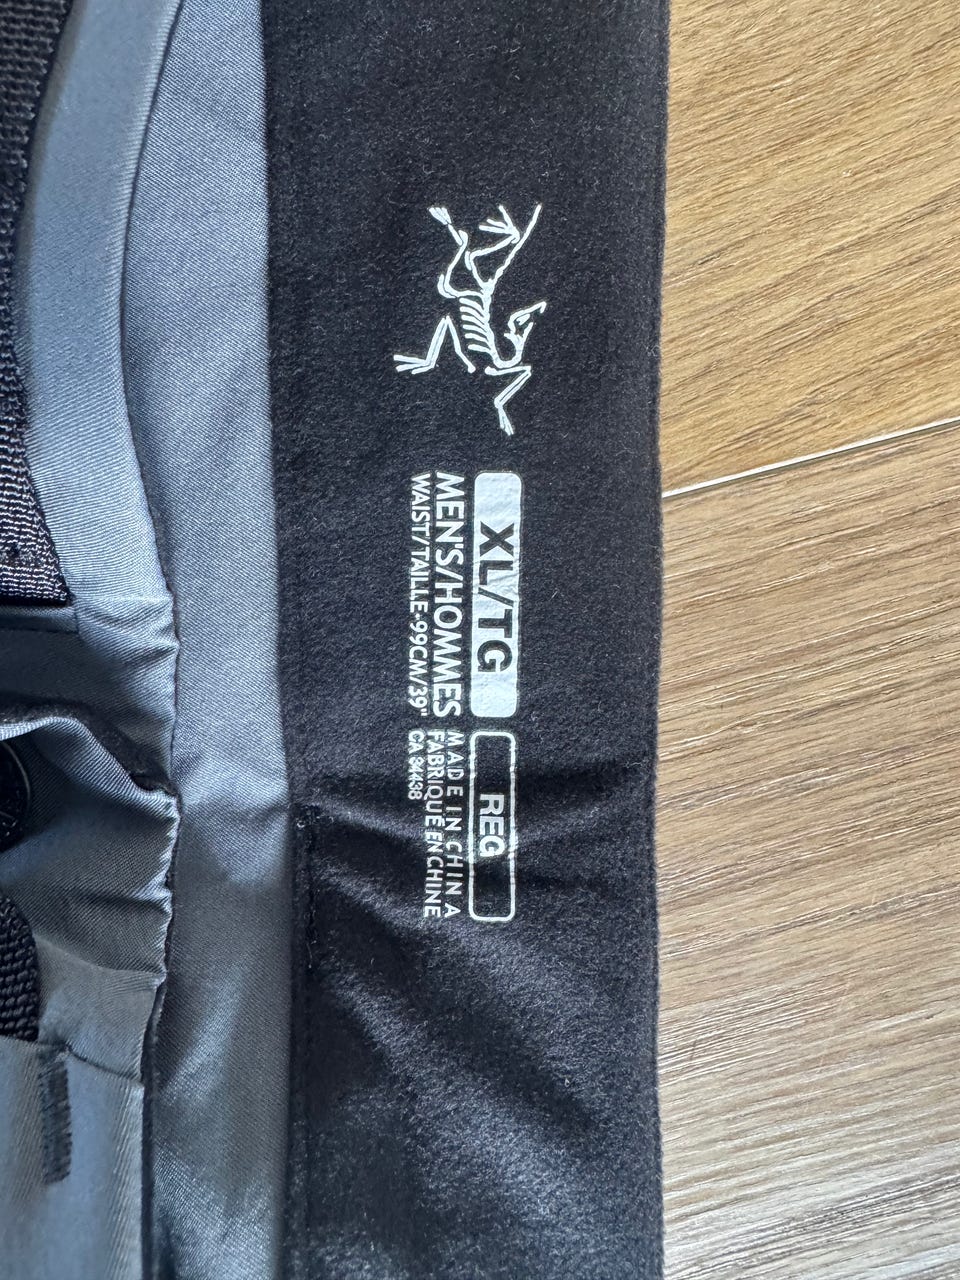 XL/TG
MEN'S/HOMMES
WAIST/TAILLE•99CM/39"
REG
MADE IN CHINA
FABRIQUÉ EN CHINE
CA 34438